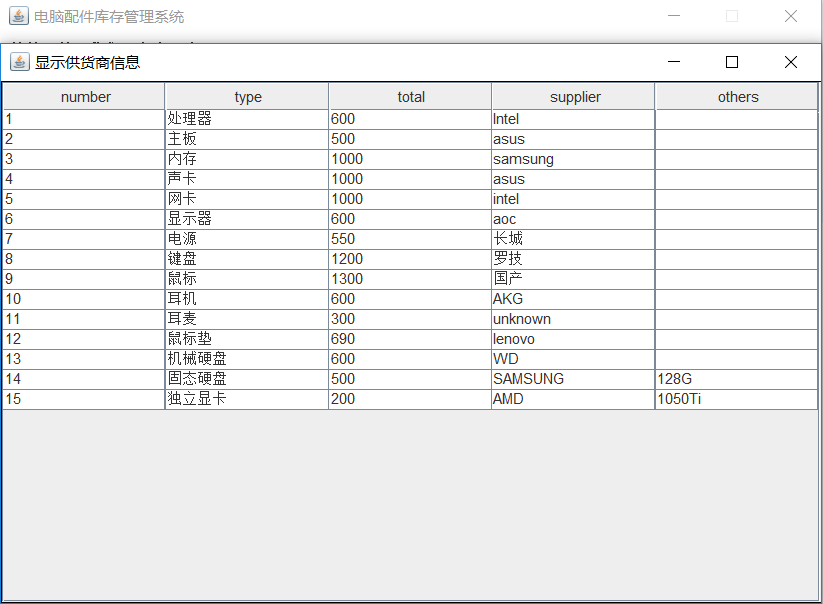 电脑配件库存管理系统
显示供货商信息
number type total supplier others
1 处理器 600 Intel
2 主板 500 asus
3 内存 1000 samsung
4 声卡 1000 asus
5 网卡 1000 intel
6 显示器 600 aoc
7 电源 550 长城
8 键盘 1200 罗技
9 鼠标 1300 国产
10 耳机 600 AKG
11 耳麦 300 unknown
12 鼠标垫 690 lenovo
13 机械硬盘 600 WD
14 固态硬盘 500 SAMSUNG 128G
15 独立显卡 200 AMD 1050Ti